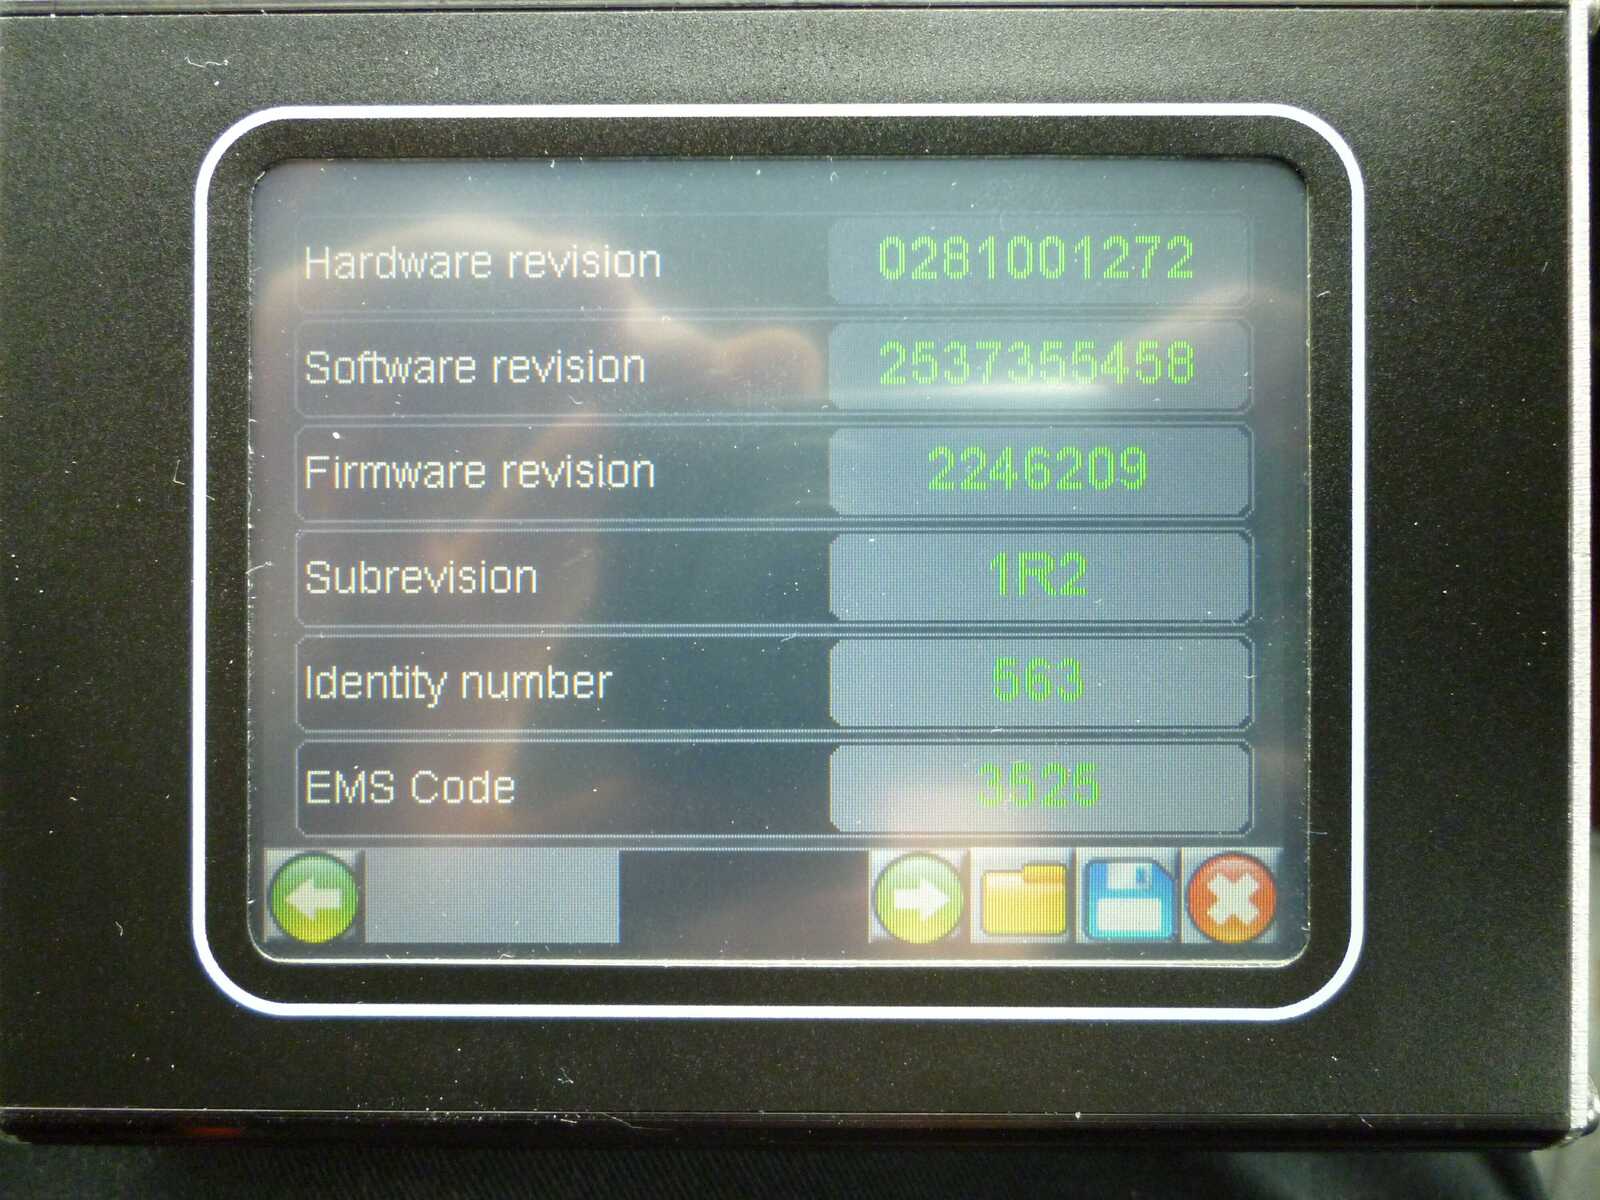 Hardware revision 0281001272
Software revision 2537355458
Firmware revision 2246209
Subrevision 1R2
Identity number 563
EMS Code 3525